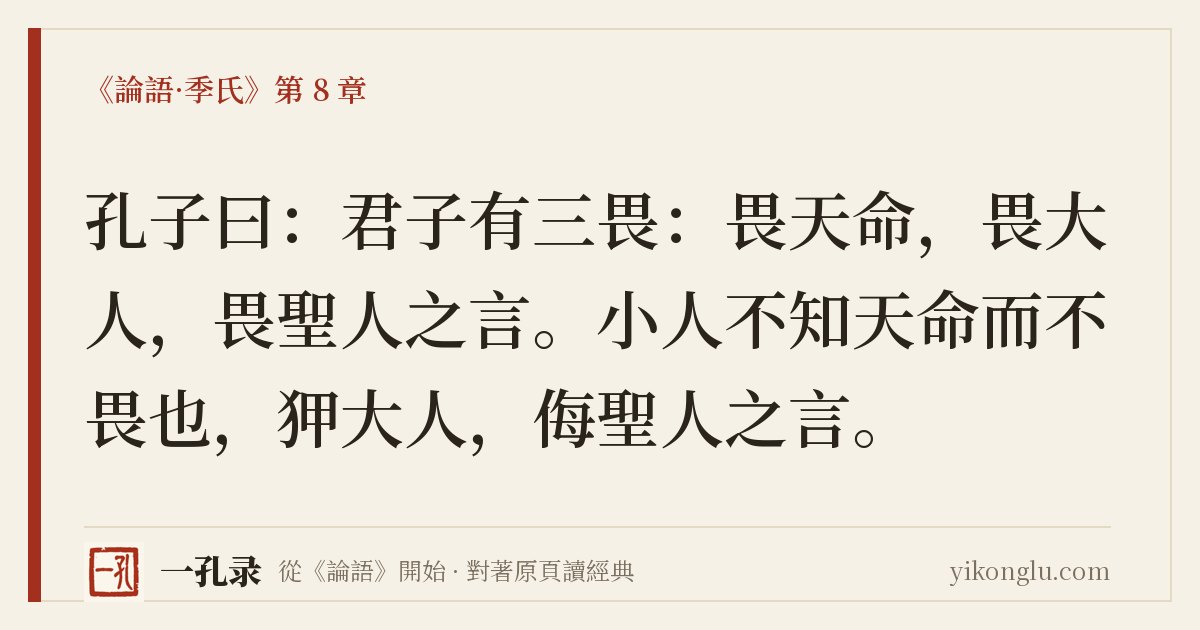 《論語·季氏》第 8 章
孔子曰：君子有三畏：畏天命，畏大
人，畏聖人之言。小人不知天命而不
畏也，狎大人，侮聖人之言。
一孔
一孔录 從《論語》開始 · 對著原頁讀經典 yikonglu.com